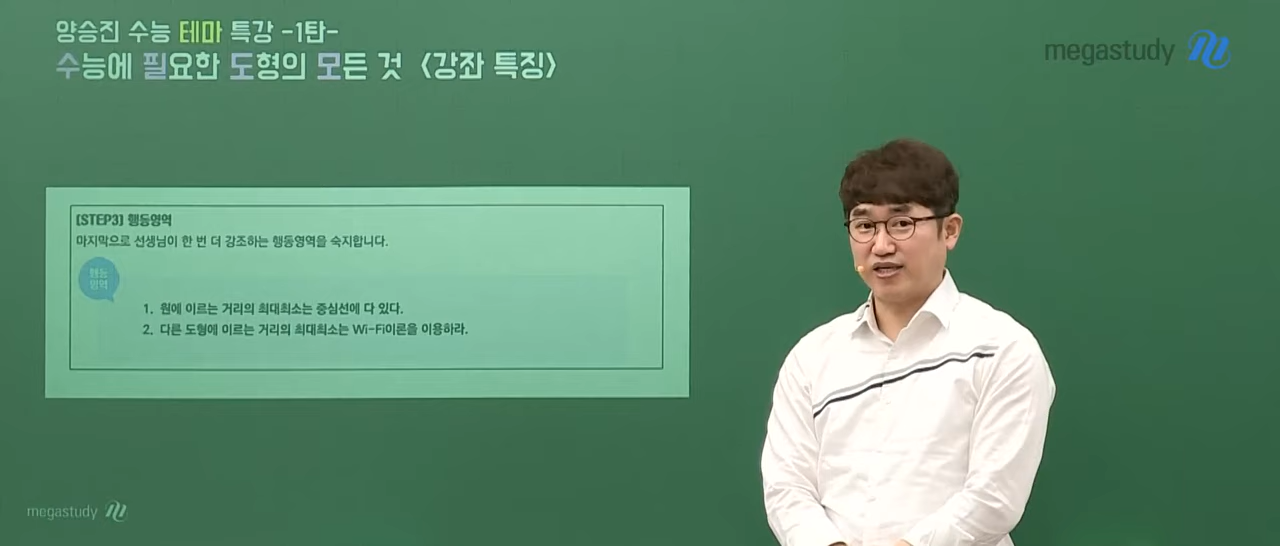 양승진 수능 테마 특강 -1탄-
수능에 필요한 도형의 모든 것 <강좌 특징>
megastudy
[STEP3] 행동영역
마지막으로 선생님이 한 번 더 강조하는 행동영역을 숙지합니다.
행동
영역
1. 원에 이르는 거리의 최대최소는 중심선에 다 있다.
2. 다른 도형에 이르는 거리의 최대최소는 Wi-Fi이론을 이용하라.
megastudy